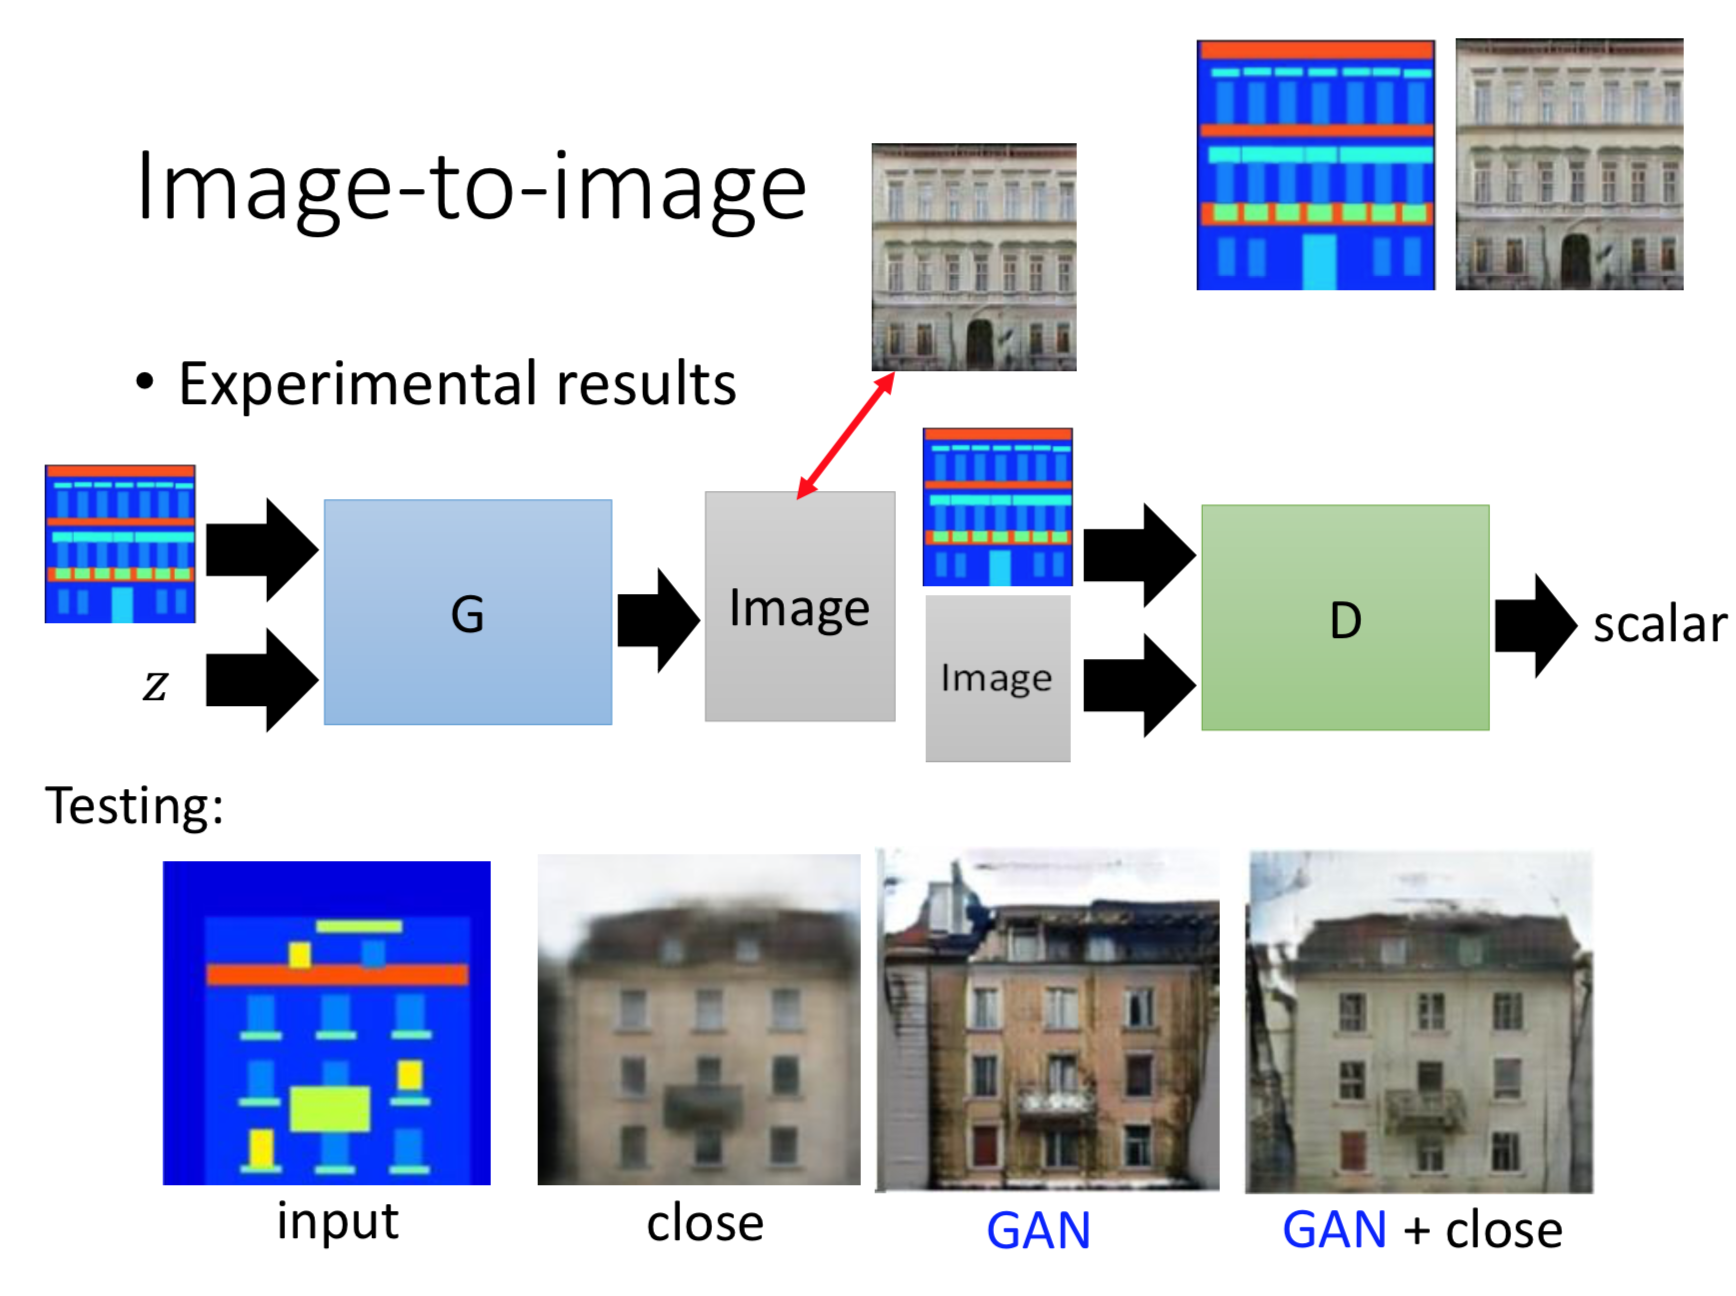 Image-to-image
• Experimental results
G
Image
Image
D
scalar
z
Testing:
input
close
GAN
GAN + close